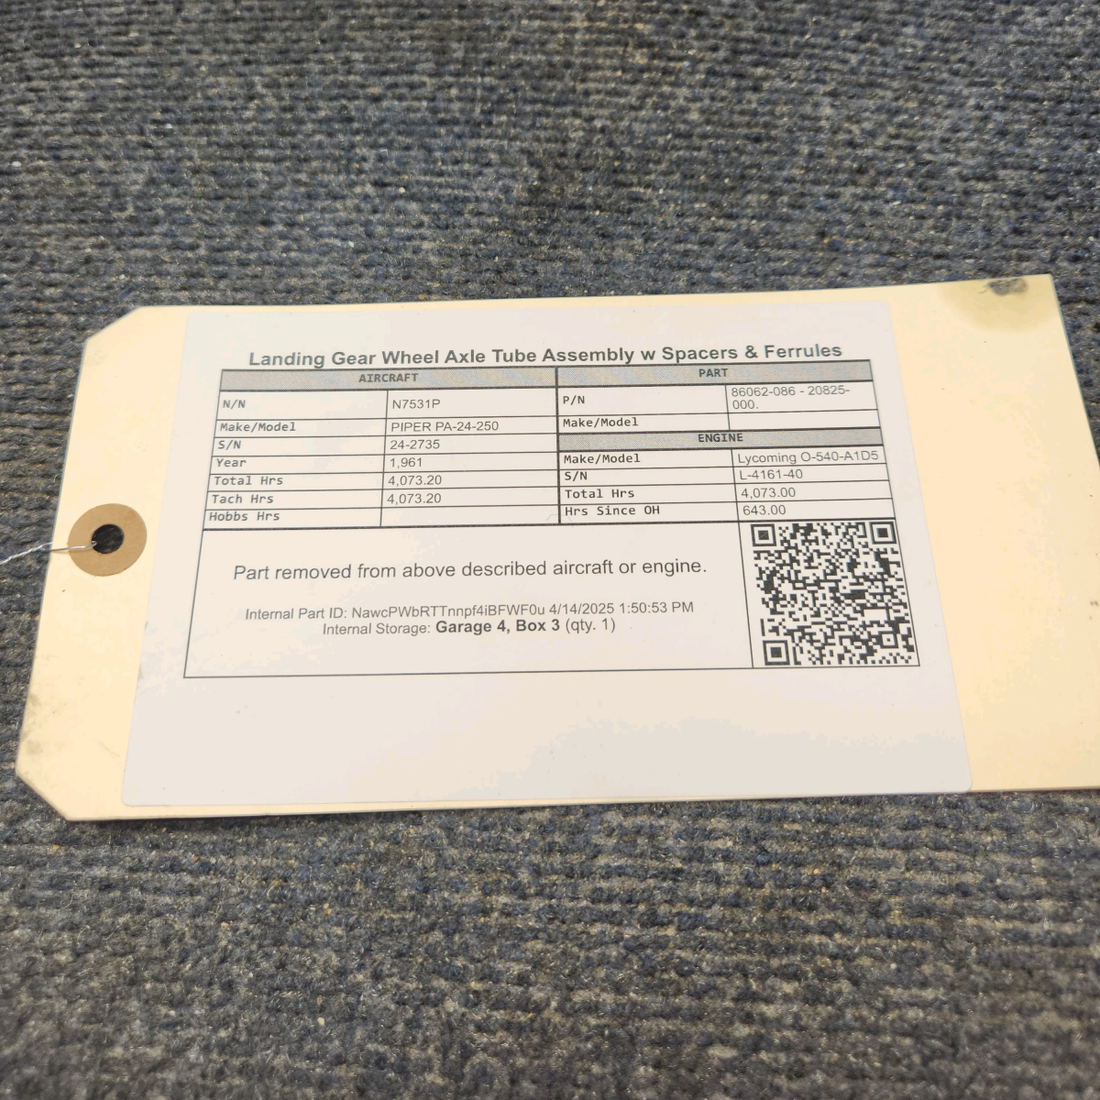 Landing Gear Wheel Axle Tube Assembly w Spacers & Ferrules
AIRCRAFT
N/N N7531P
Make/Model PIPER PA-24-250
S/N 24-2735
Year 1,961
Total Hrs 4,073.20
Tach Hrs 4,073.20
Hobbs Hrs
PART
P/N 86062-086 - 20825-
000.
Make/Model
ENGINE
Make/Model Lycoming O-540-A1D5
S/N L-4161-40
Total Hrs 4,073.00
Hrs Since OH 643.00
Part removed from above described aircraft or engine.
Internal Part ID: NawcPWbRTTnnpf4iBFWF0u 4/14/2025 1:50:53 PM
Internal Storage: Garage 4, Box 3 (qty. 1)